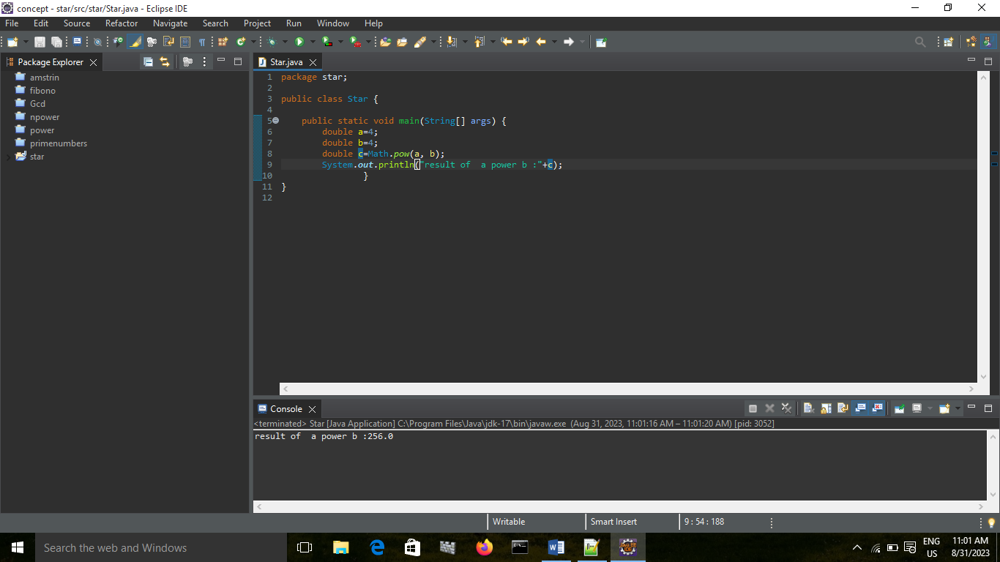 concept - star/src/star/Star.java - Eclipse IDE
File Edit Source Refactor Navigate Search Project Run Window Help
Package Explorer
amstrin
fibono
Gcd
npower
power
primenumbers
star
Star.java
1 package star;
2
3 public class Star {
4
5 public static void main(String[] args) {
6 double a=4;
7 double b=4;
8 double c=Math.pow(a, b);
9 System.out.println("result of  a power b :"+c);
10 }
11 }
12
Console
<terminated> Star [Java Application] C:\Program Files\Java\jdk-17\bin\javaw.exe (Aug 31, 2023, 11:01:16 AM – 11:01:20 AM) [pid: 3052]
result of  a power b :256.0
Writable Smart Insert 9 : 54 : 188
Search the web and Windows
ENG
US
11:01 AM
8/31/2023